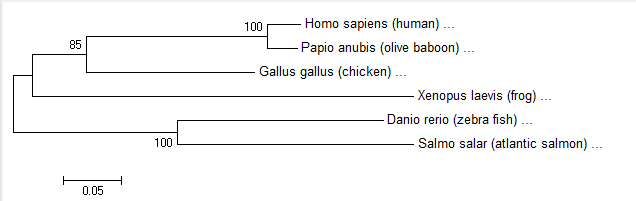 100
Homo sapiens (human) ...
Papio anubis (olive baboon) ...
85
Gallus gallus (chicken) ...
Xenopus laevis (frog) ...
Danio rerio (zebra fish) ...
100
Salmo salar (atlantic salmon) ...
0.05